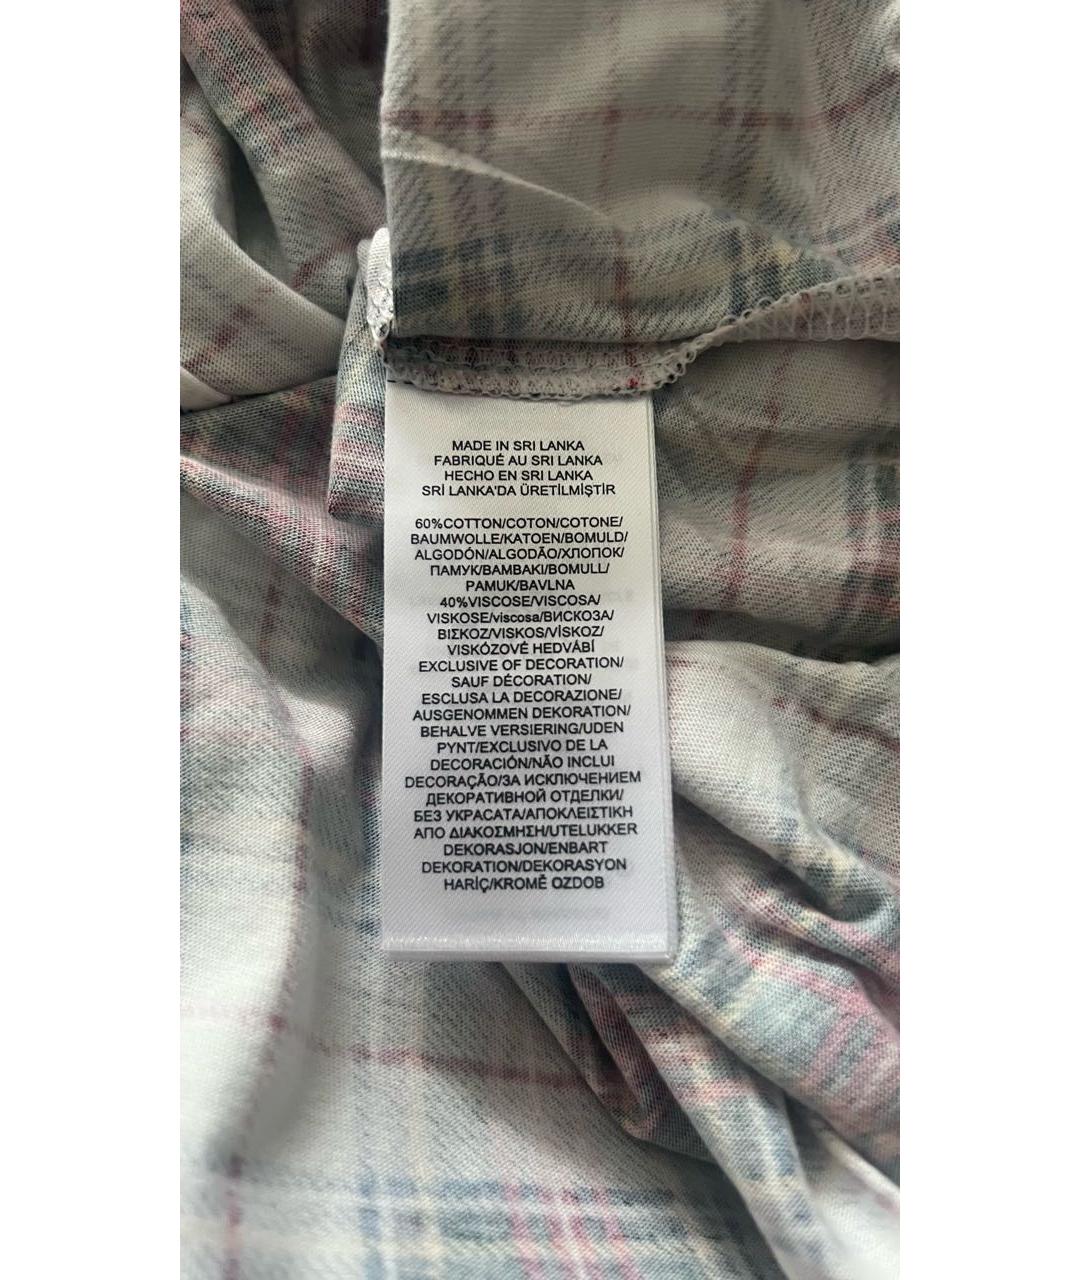 MADE IN SRI LANKA
FABRIQUÉ AU SRI LANKA
HECHO EN SRI LANKA
SRİ LANKA'DA ÜRETİLMİŞTİR
60%COTTON/COTON/COTONE/
BAUMWOLLE/KATOEN/BOMULD/
ALGODÓN/ALGODÃO/ХЛОПОК/
ПАМУК/ΒΑΜΒΑΚΙ/BOMULL/
PAMUK/BAVLNA
40%VISCOSE/VISCOSA/
VISKOSE/viscosa/ВИСКОЗА/
ΒΙΣΚΟΖ/VISKOS/VİSKOZ/
VISKÓZOVÉ HEDVÁBÍ
EXCLUSIVE OF DECORATION/
SAUF DÉCORATION/
ESCLUSA LA DECORAZIONE/
AUSGENOMMEN DEKORATION/
BEHALVE VERSIERING/UDEN
PYNT/EXCLUSIVO DE LA
DECORACIÓN/NÃO INCLUI
DECORAÇÃO/ЗА ИСКЛЮЧЕНИЕМ
ДЕКОРАТИВНОЙ ОТДЕЛКИ/
БЕЗ УКРАСАТА/ΑΠΟΚΛΕΙΣΤΙΚΗ
ΑΠΟ ΔΙΑΚΟΣΜΗΣΗ/UTELUKKER
DEKORASJON/ENBART
DEKORATION/DEKORASYON
HARİÇ/KROMĚ OZDOB